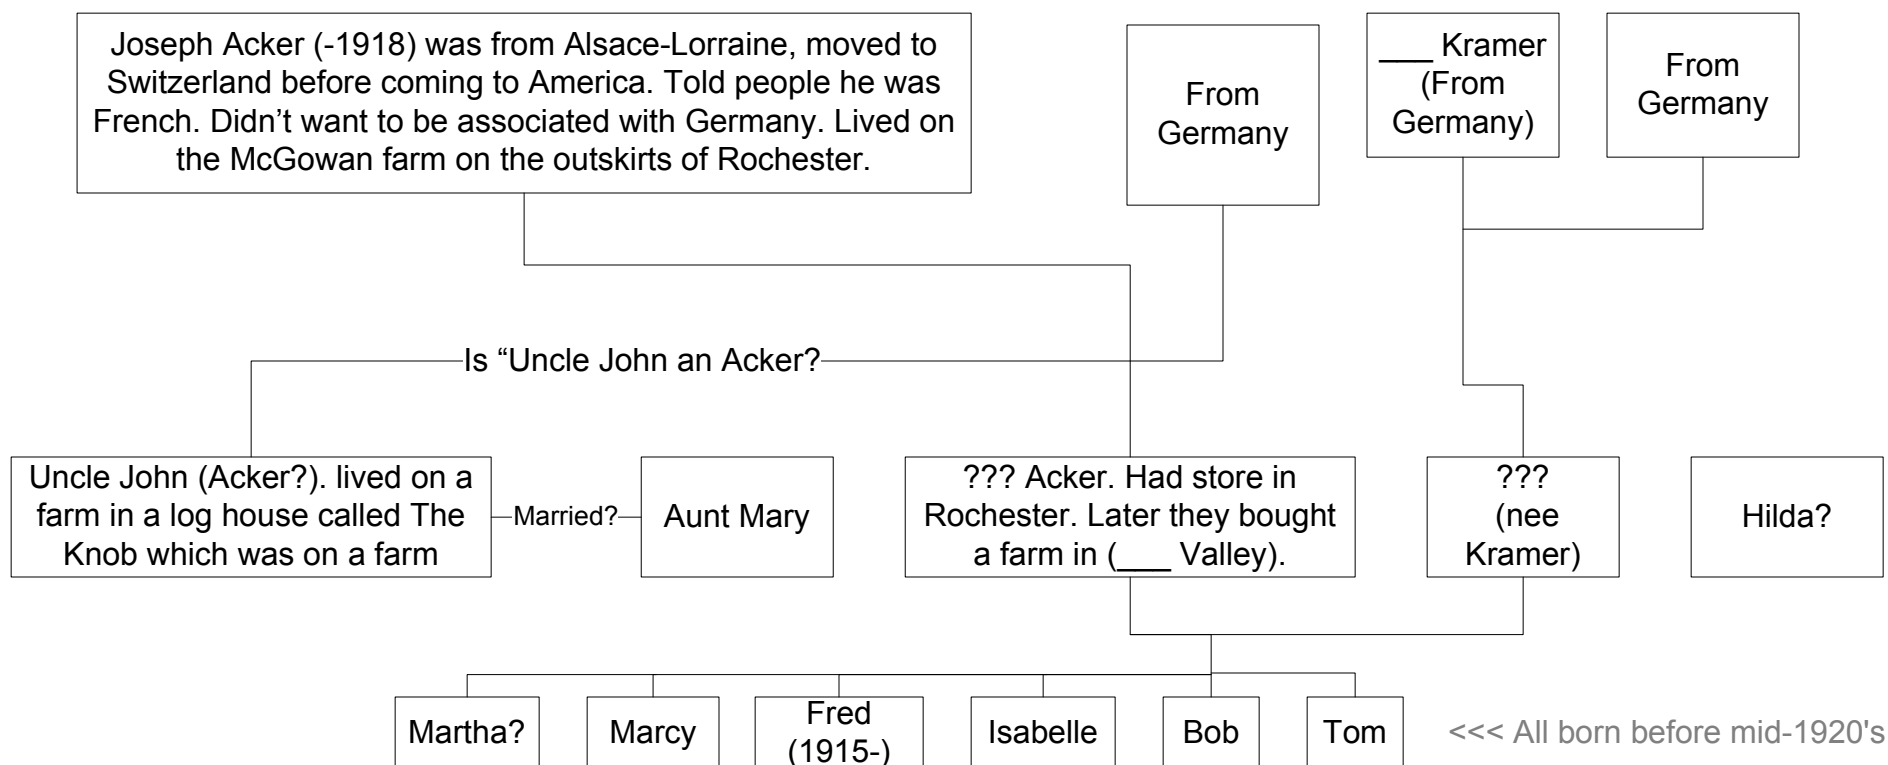 Joseph Acker (-1918) was from Alsace-Lorraine, moved to
Switzerland before coming to America. Told people he was
French. Didn’t want to be associated with Germany. Lived on
the McGowan farm on the outskirts of Rochester.
From
Germany
___ Kramer
(From
Germany)
From
Germany
Is “Uncle John an Acker?
Uncle John (Acker?). lived on a
farm in a log house called The
Knob which was on a farm
Married?
Aunt Mary
??? Acker. Had store in
Rochester. Later they bought
a farm in (___ Valley).
???
(nee
Kramer)
Hilda?
Martha?
Marcy
Fred
(1915-)
Isabelle
Bob
Tom
<<< All born before mid-1920's